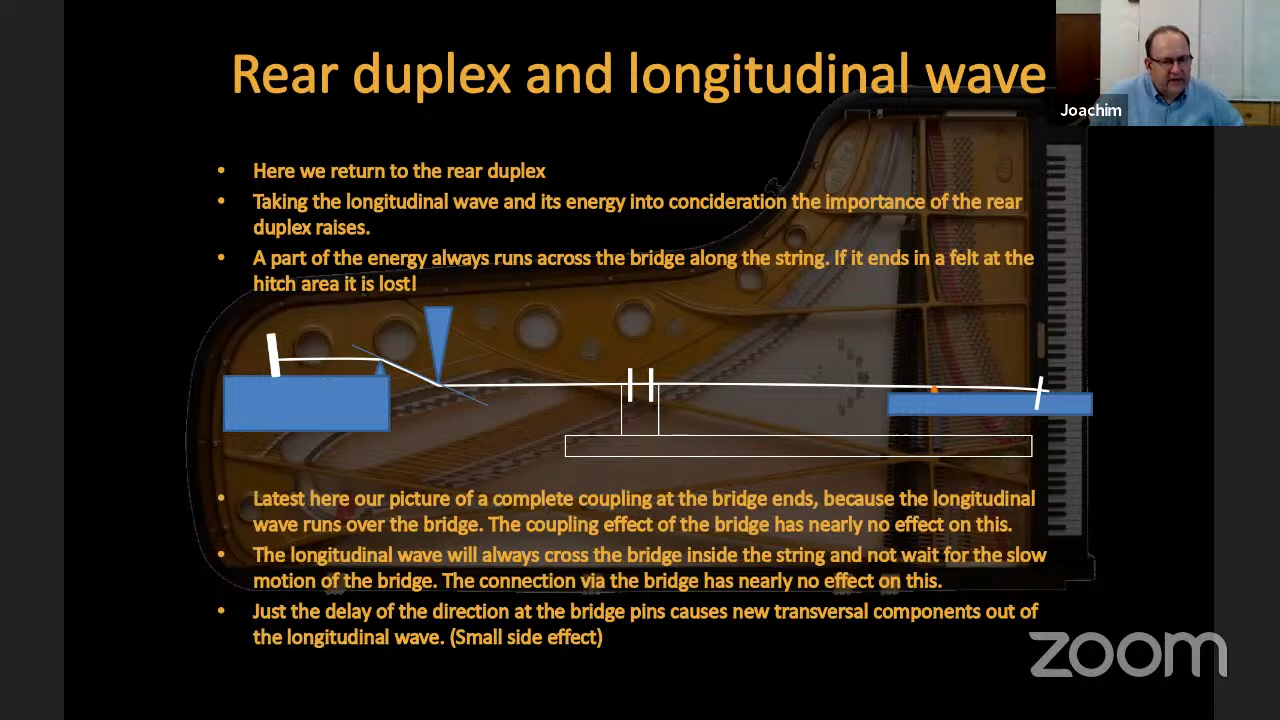 Rear duplex and longitudinal wave
Joachim
• Here we return to the rear duplex
• Taking the longitudinal wave and its energy into concideration the importance of the rear
duplex raises.
• A part of the energy always runs across the bridge along the string. If it ends in a felt at the
hitch area it is lost!
• Latest here our picture of a complete coupling at the bridge ends, because the longitudinal
wave runs over the bridge. The coupling effect of the bridge has nearly no effect on this.
• The longitudinal wave will always cross the bridge inside the string and not wait for the slow
motion of the bridge. The connection via the bridge has nearly no effect on this.
• Just the delay of the direction at the bridge pins causes new transversal components out of
the longitudinal wave. (Small side effect)
zoom